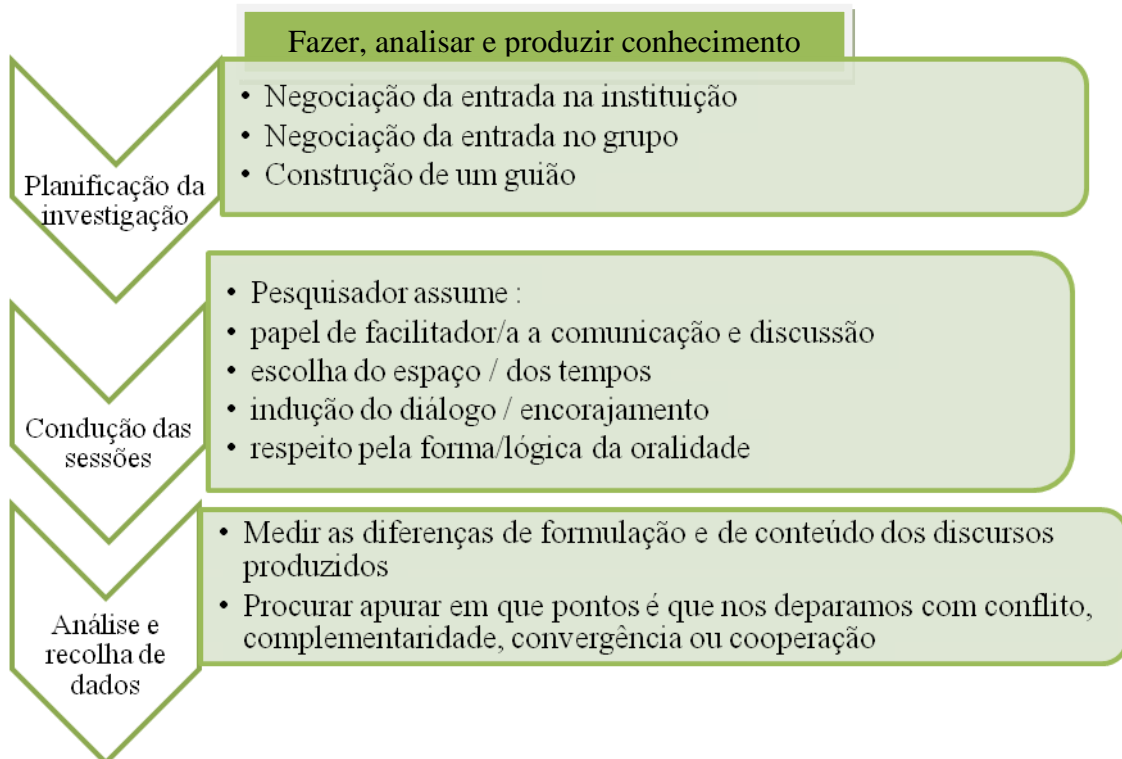 Fazer, analisar e produzir conhecimento
Planificação da
investigação
• Negociação da entrada na instituição
• Negociação da entrada no grupo
• Construção de um guião
Condução das
sessões
• Pesquisador assume :
• papel de facilitador/a a comunicação e discussão
• escolha do espaço / dos tempos
• indução do diálogo / encorajamento
• respeito pela forma/lógica da oralidade
Análise e
recolha de
dados
• Medir as diferenças de formulação e de conteúdo dos discursos
produzidos
• Procurar apurar em que pontos é que nos deparamos com conflito,
complementaridade, convergência ou cooperação